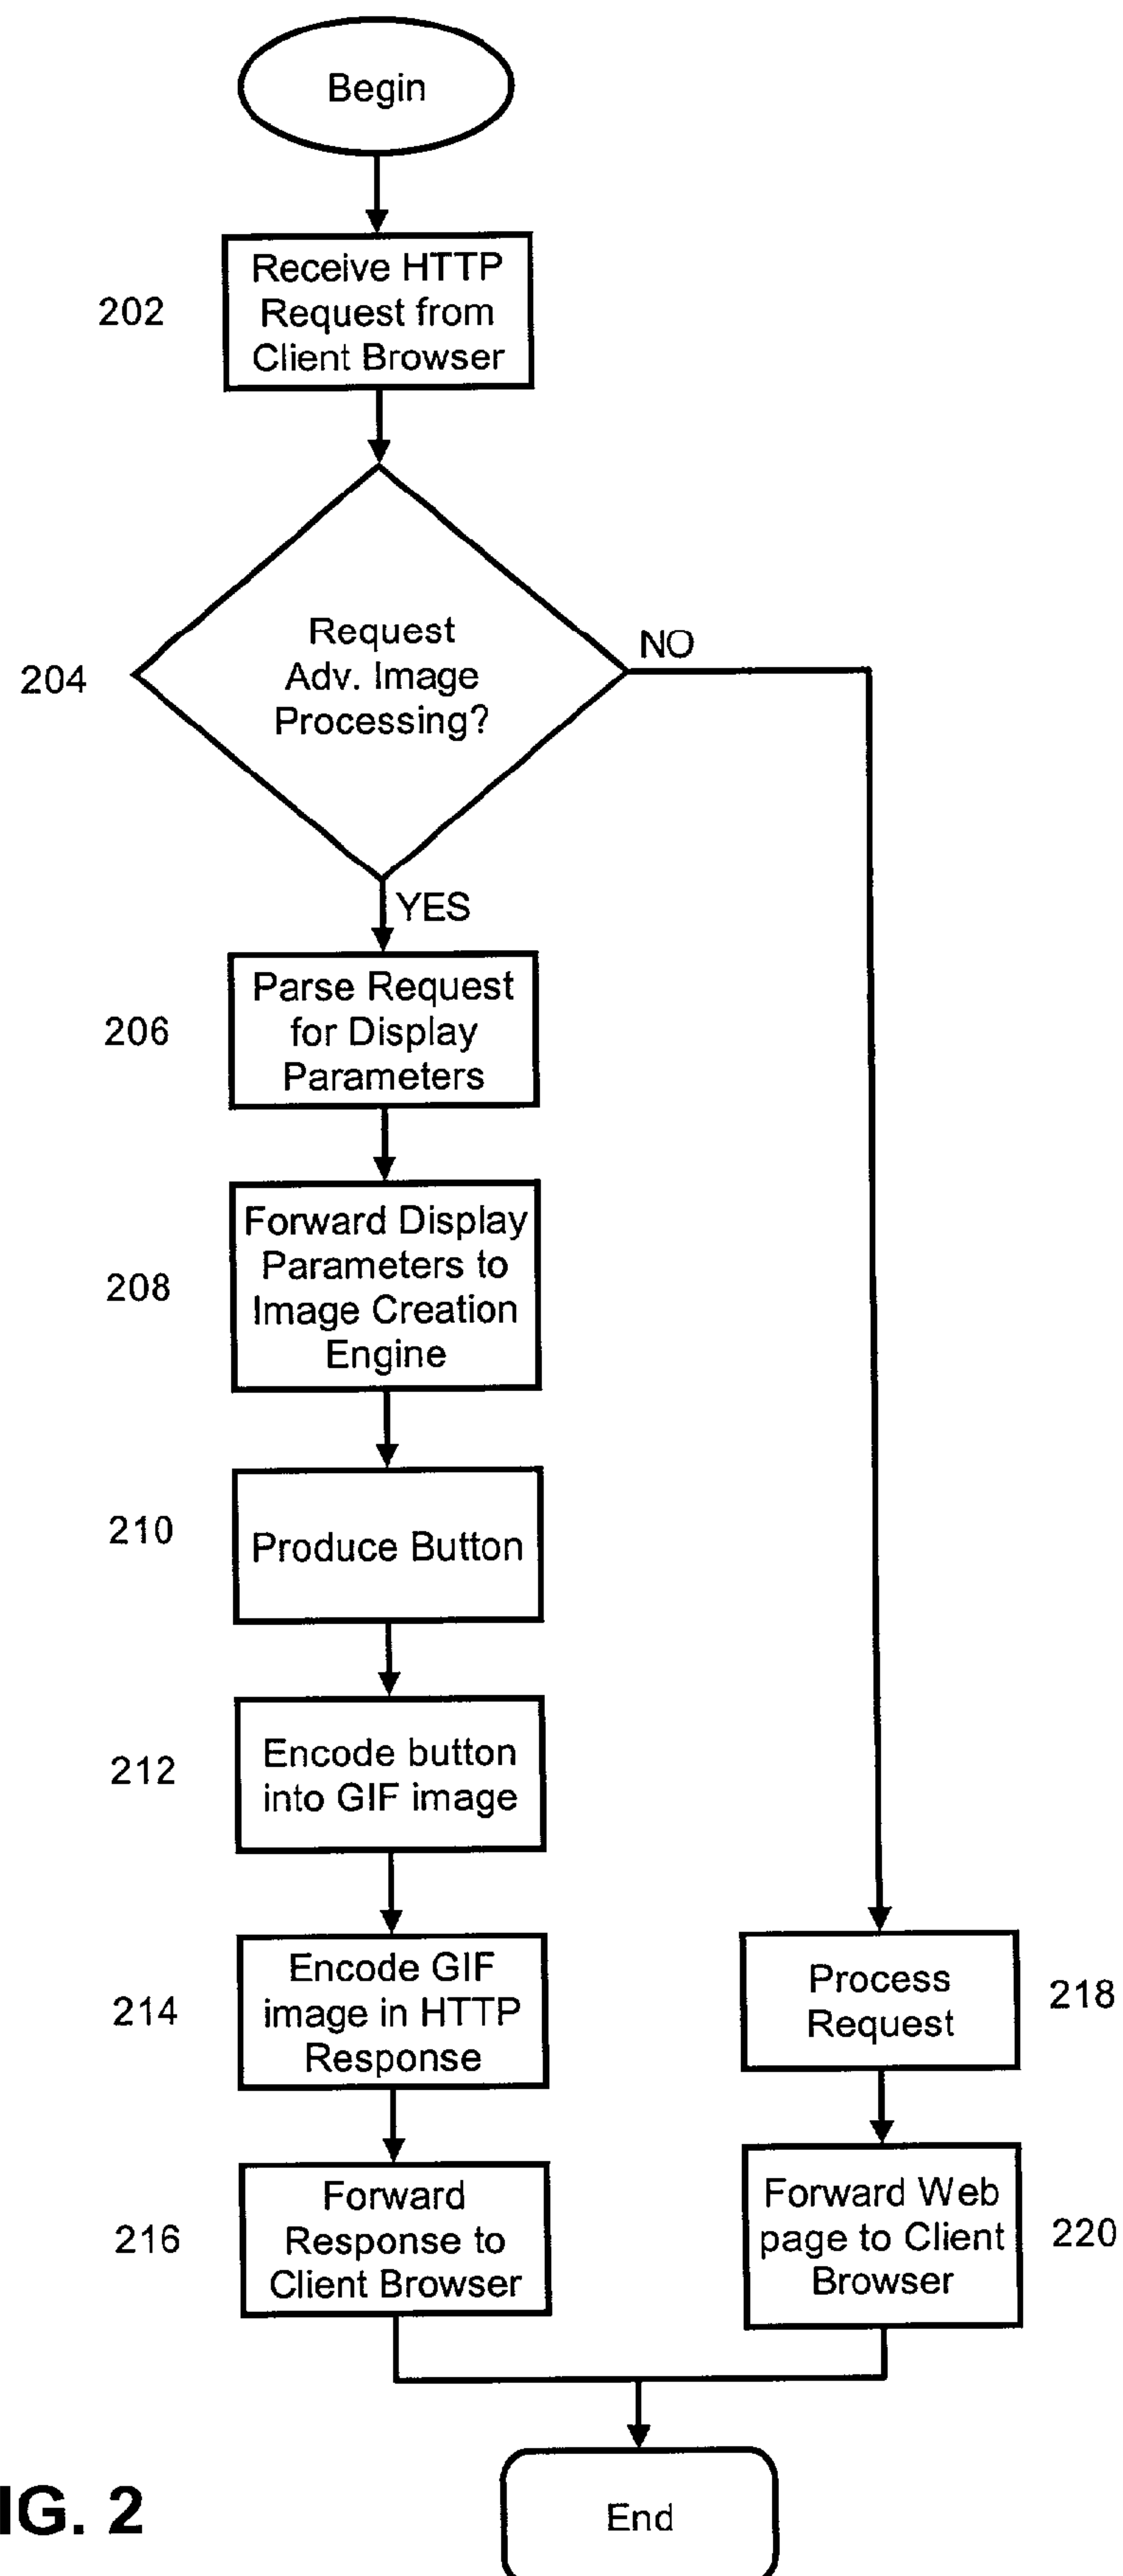 Begin
202
Receive HTTP
Request from
Client Browser
204
Request
Adv. Image
Processing?
NO
YES
206
Parse Request
for Display
Parameters
208
Forward Display
Parameters to
Image Creation
Engine
210
Produce Button
212
Encode button
into GIF image
214
Encode GIF
image in HTTP
Response
Process
Request
218
216
Forward
Response to
Client Browser
Forward Web
page to Client
Browser
220
End
IG. 2